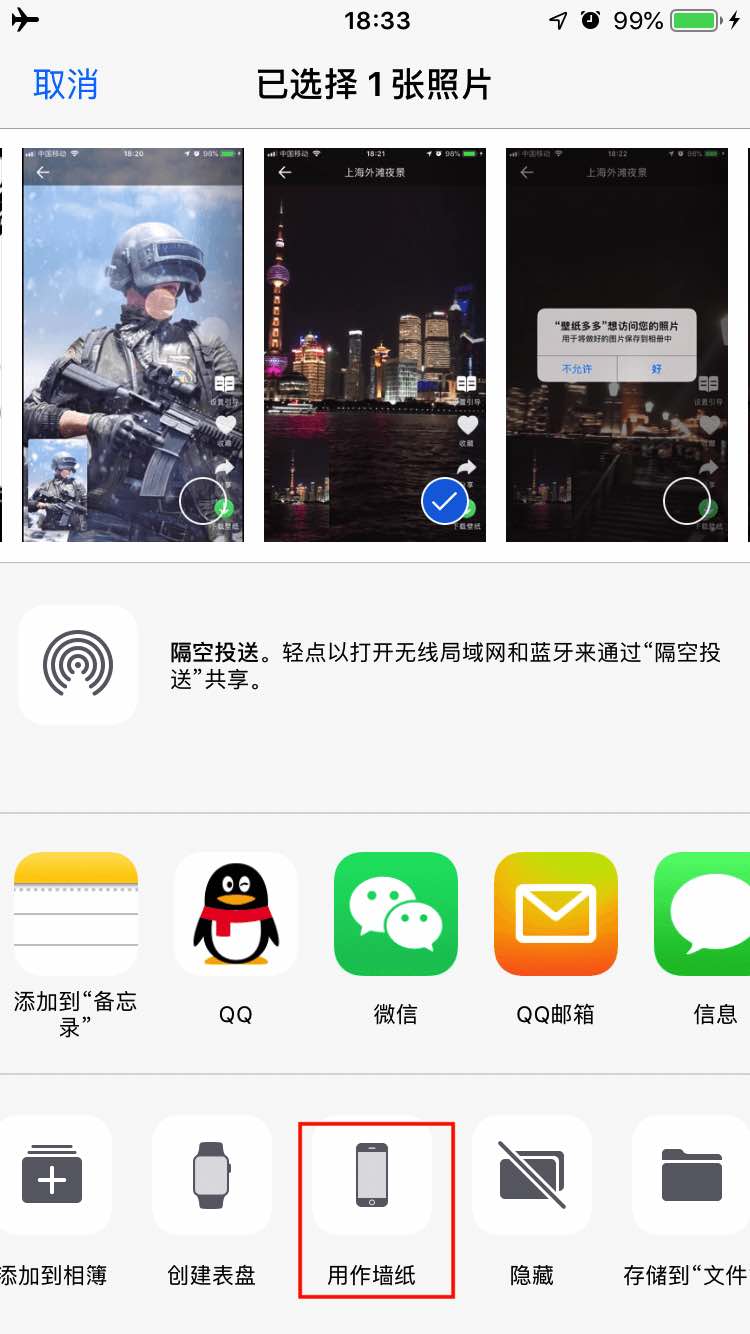 18:33
99%
取消
已选择 1 张照片
中国移动
18:20
98%
设置引导
收藏
下载壁纸
中国移动
18:21
98%
上海外滩夜景
设置引导
收藏
下载壁纸
中国移动
18:22
98%
上海外滩夜景
“壁纸多多”想访问您的照片
用于将做好的图片保存到相册中
不允许
好
设置引导
下载壁纸
隔空投送。轻点以打开无线局域网和蓝牙来通过“隔空投
送”共享。
添加到“备忘
录”
QQ
微信
QQ邮箱
信息
添加到相簿
创建表盘
用作墙纸
隐藏
存储到“文件